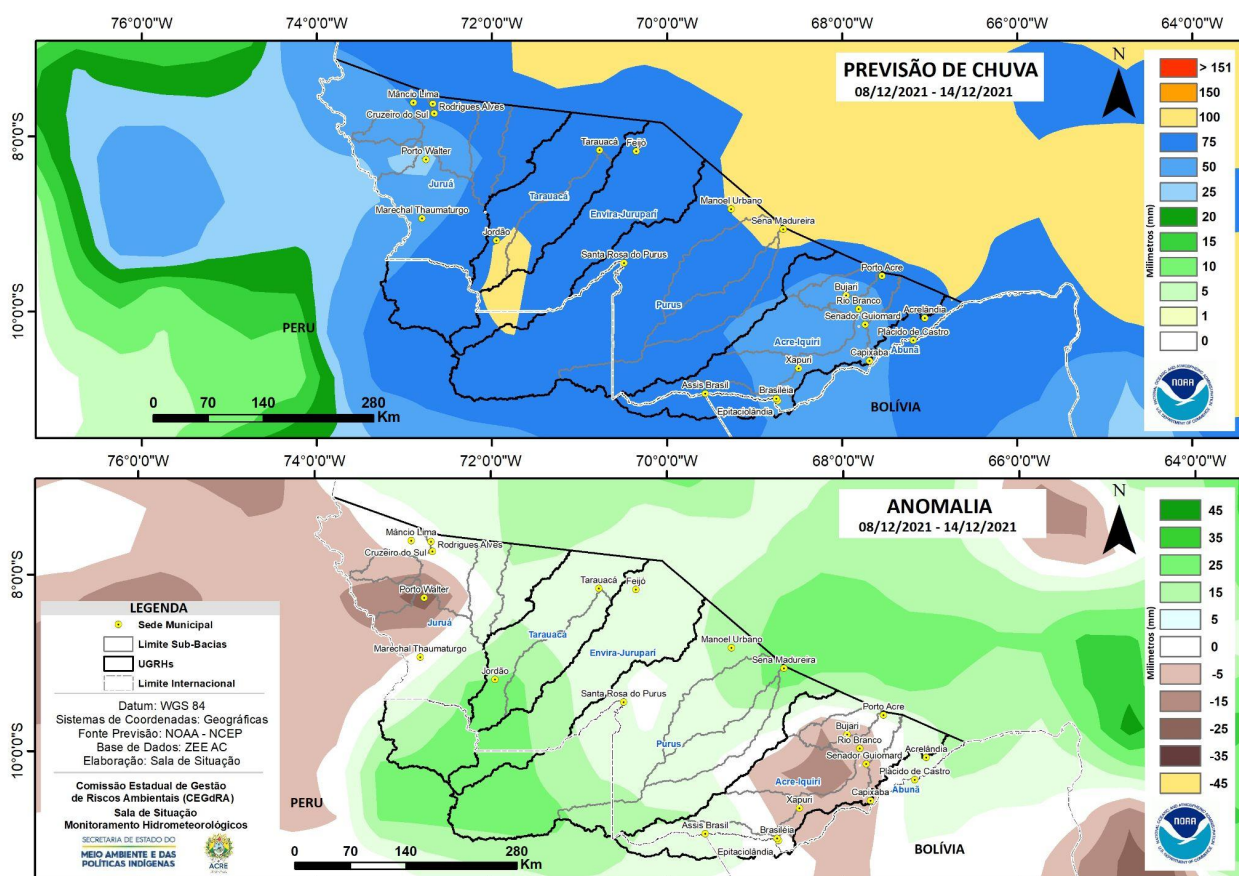 76°0'0"W 74°0'0"W 72°0'0"W 70°0'0"W 68°0'0"W 66°0'0"W 64°0'0"W
PREVISÃO DE CHUVA
08/12/2021 - 14/12/2021
N
> 151
150
100
75
50
25
20
15
10
5
1
0
Milímetros (mm)
8°0'0"S
10°0'0"S
Mâncio Lima
Rodrigues Alves
Cruzeiro do Sul
Porto Walter
Juruá
Marechal Thaumaturgo
Tarauacá
Feijó
Tarauacá
Envira-Jurupari
Jordão
Santa Rosa do Purus
Manoel Urbano
Sena Madureira
Purus
Porto Acre
Bujari
Rio Branco
Senador Guiomard
Acrelândia
Plácido de Castro
Abunã
Acre-Iquiri
Capixaba
Xapuri
Assis Brasil
Brasiléia
Epitaciolândia
PERU
BOLÍVIA
0 70 140 280
Km
NOAA
76°0'0"W 74°0'0"W 72°0'0"W 70°0'0"W 68°0'0"W 66°0'0"W 64°0'0"W
ANOMALIA
08/12/2021 - 14/12/2021
N
45
35
25
15
5
0
-5
-15
-25
-35
-45
Milímetros (mm)
8°0'0"S
10°0'0"S
Mâncio Lima
Rodrigues Alves
Cruzeiro do Sul
Porto Walter
Juruá
Marechal Thaumaturgo
Tarauacá
Feijó
Tarauacá
Envira-Jurupari
Jordão
Santa Rosa do Purus
Manoel Urbano
Sena Madureira
Purus
Porto Acre
Bujari
Rio Branco
Senador Guiomard
Acrelândia
Plácido de Castro
Abunã
Acre-Iquiri
Capixaba
Xapuri
Assis Brasil
Brasiléia
Epitaciolândia
PERU
BOLÍVIA
0 70 140 280
Km
NOAA
LEGENDA
Sede Municipal
Limite Sub-Bacias
UGRHs
Limite Internacional
Datum: WGS 84
Sistemas de Coordenadas: Geográficas
Fonte Previsão: NOAA - NCEP
Base de Dados: ZEE AC
Elaboração: Sala de Situação
Comissão Estadual de Gestão
de Riscos Ambientais (CEGdRA)
Sala de Situação
Monitoramento Hidrometeorológicos
SECRETARIA DE ESTADO DO
MEIO AMBIENTE E DAS
POLÍTICAS INDÍGENAS
ACRE